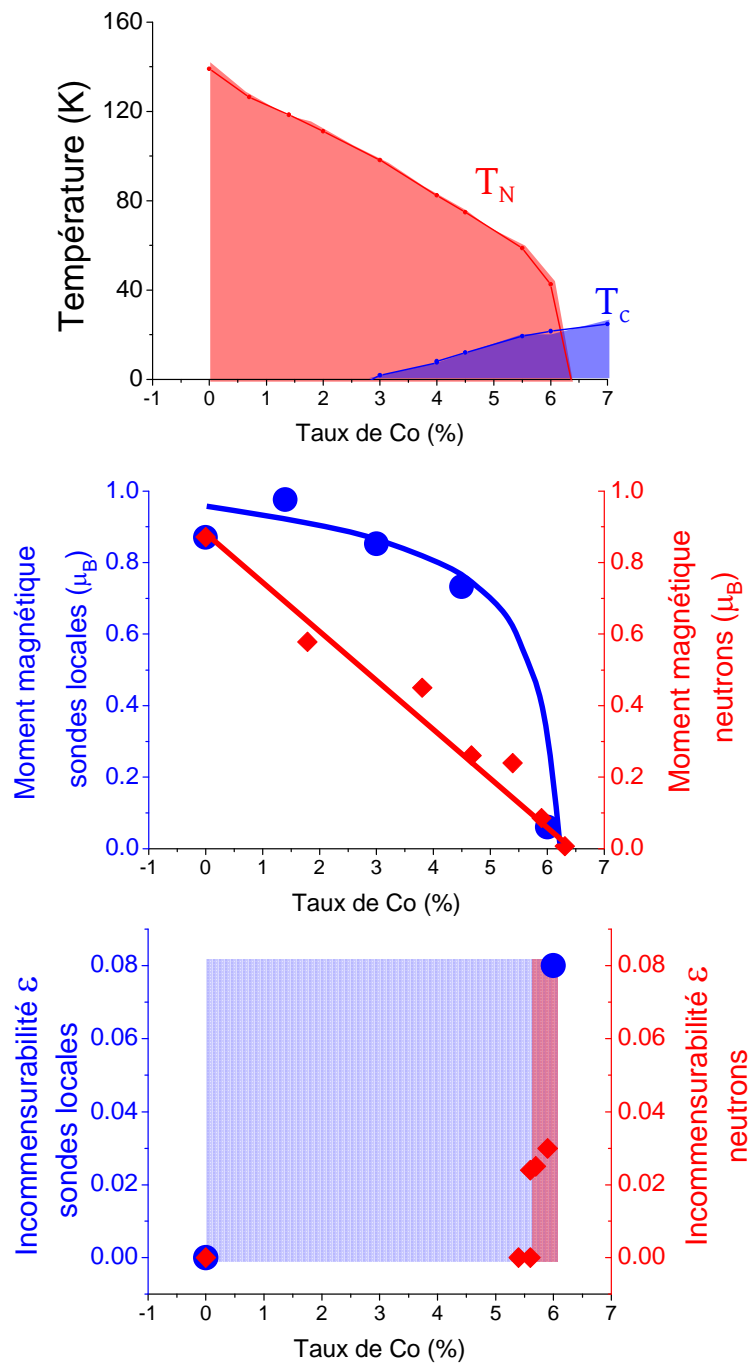 160
120
80
40
0
Température (K)
T_N
T_c
-1 0 1 2 3 4 5 6 7
Taux de Co (%)
1.0
0.8
0.6
0.4
0.2
0.0
Moment magnétique
sondes locales (μ_B)
1.0
0.8
0.6
0.4
0.2
0.0
Moment magnétique
neutrons (μ_B)
-1 0 1 2 3 4 5 6 7
Taux de Co (%)
0.08
0.06
0.04
0.02
0.00
Incommensurabilité ε
sondes locales
0.08
0.06
0.04
0.02
0.00
Incommensurabilité ε
neutrons
-1 0 1 2 3 4 5 6 7
Taux de Co (%)